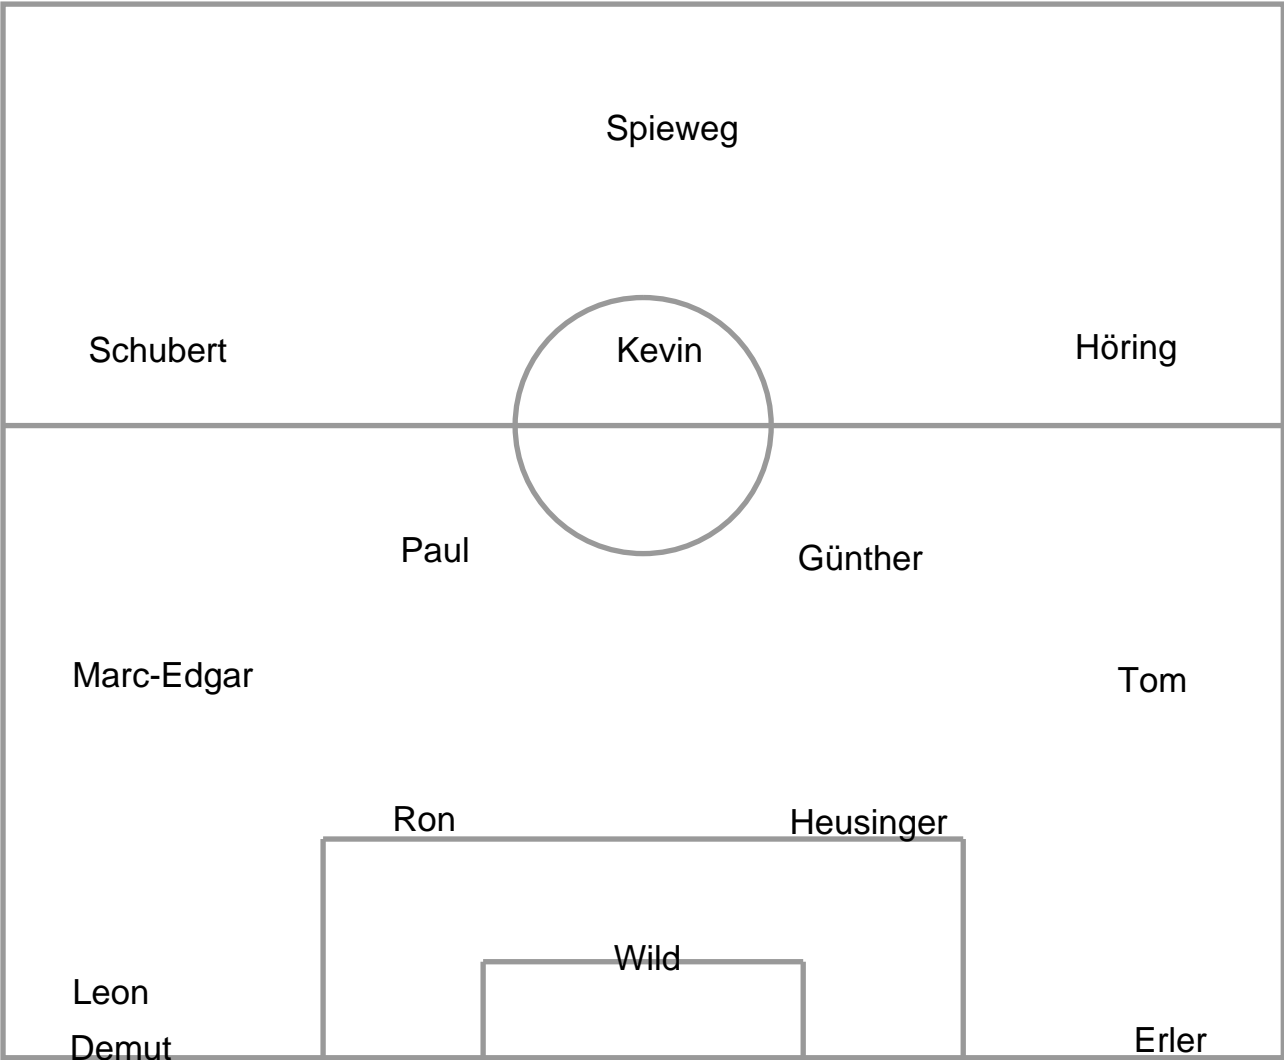 Spieweg
Schubert Kevin Höring
Paul Günther
Marc-Edgar Tom
Ron Heusinger
Wild
Leon
Demut Erler